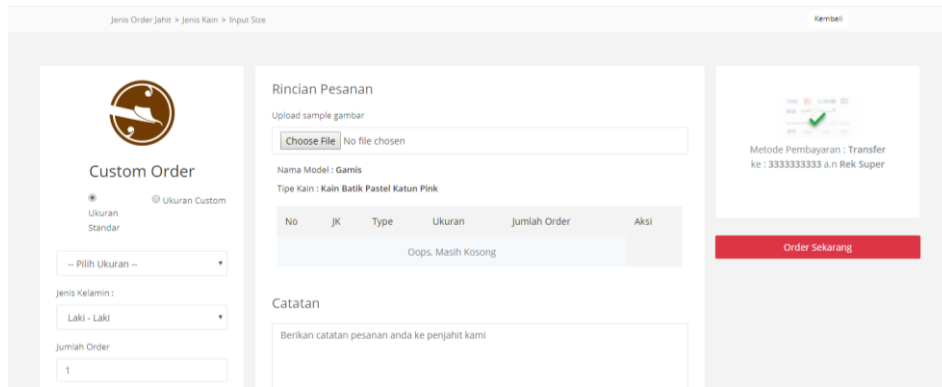 Jenis Order Jahit > Jenis Kain > Input Size
Kembali
Custom Order
Ukuran Standar
Ukuran Custom
-- Pilih Ukuran --
Jenis Kelamin :
Laki - Laki
Jumlah Order
1
Rincian Pesanan
Upload sample gambar
Choose File No file chosen
Nama Model : Gamis
Tipe Kain : Kain Batik Pastel Katun Pink
No JK Type Ukuran Jumlah Order Aksi
Oops, Masih Kosong
Catatan
Berikan catatan pesanan anda ke penjahit kami
Metode Pembayaran : Transfer
ke : 3333333333 a.n Rek Super
Order Sekarang